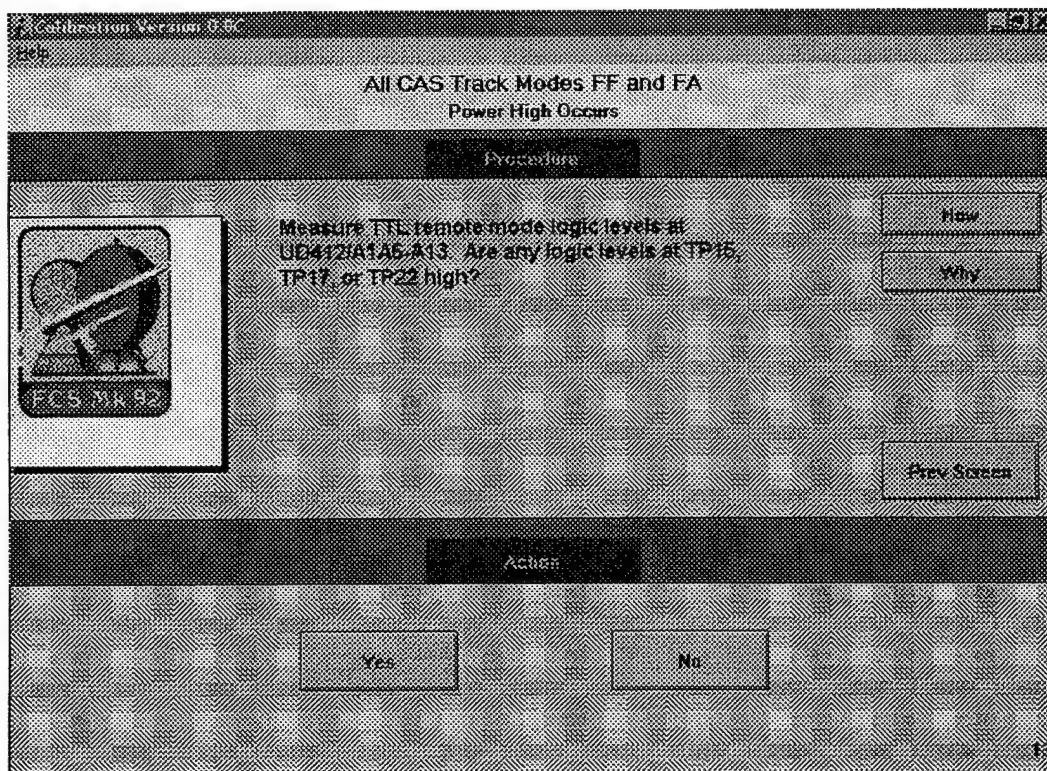 Calibration Version 0.8C
Help
All CAS Track Modes FF and FA
Power High Occurs
Procedure
Measure TTL remote mode logic levels at
UD412/A1A6-A13. Are any logic levels at
TP17, or TP22 high?
How
Why
FCS Mk 92
Prev Screen
Action
Yes
No